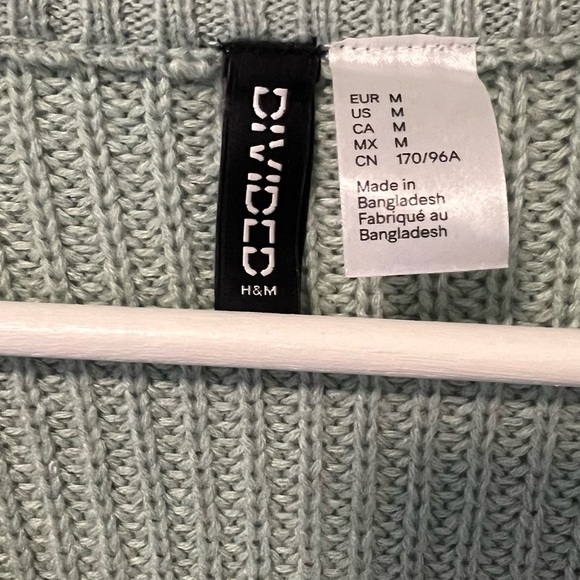 DIVIDED
H&M
EUR M
US M
CA M
MX M
CN 170/96A
Made in
Bangladesh
Fabriqué au
Bangladesh